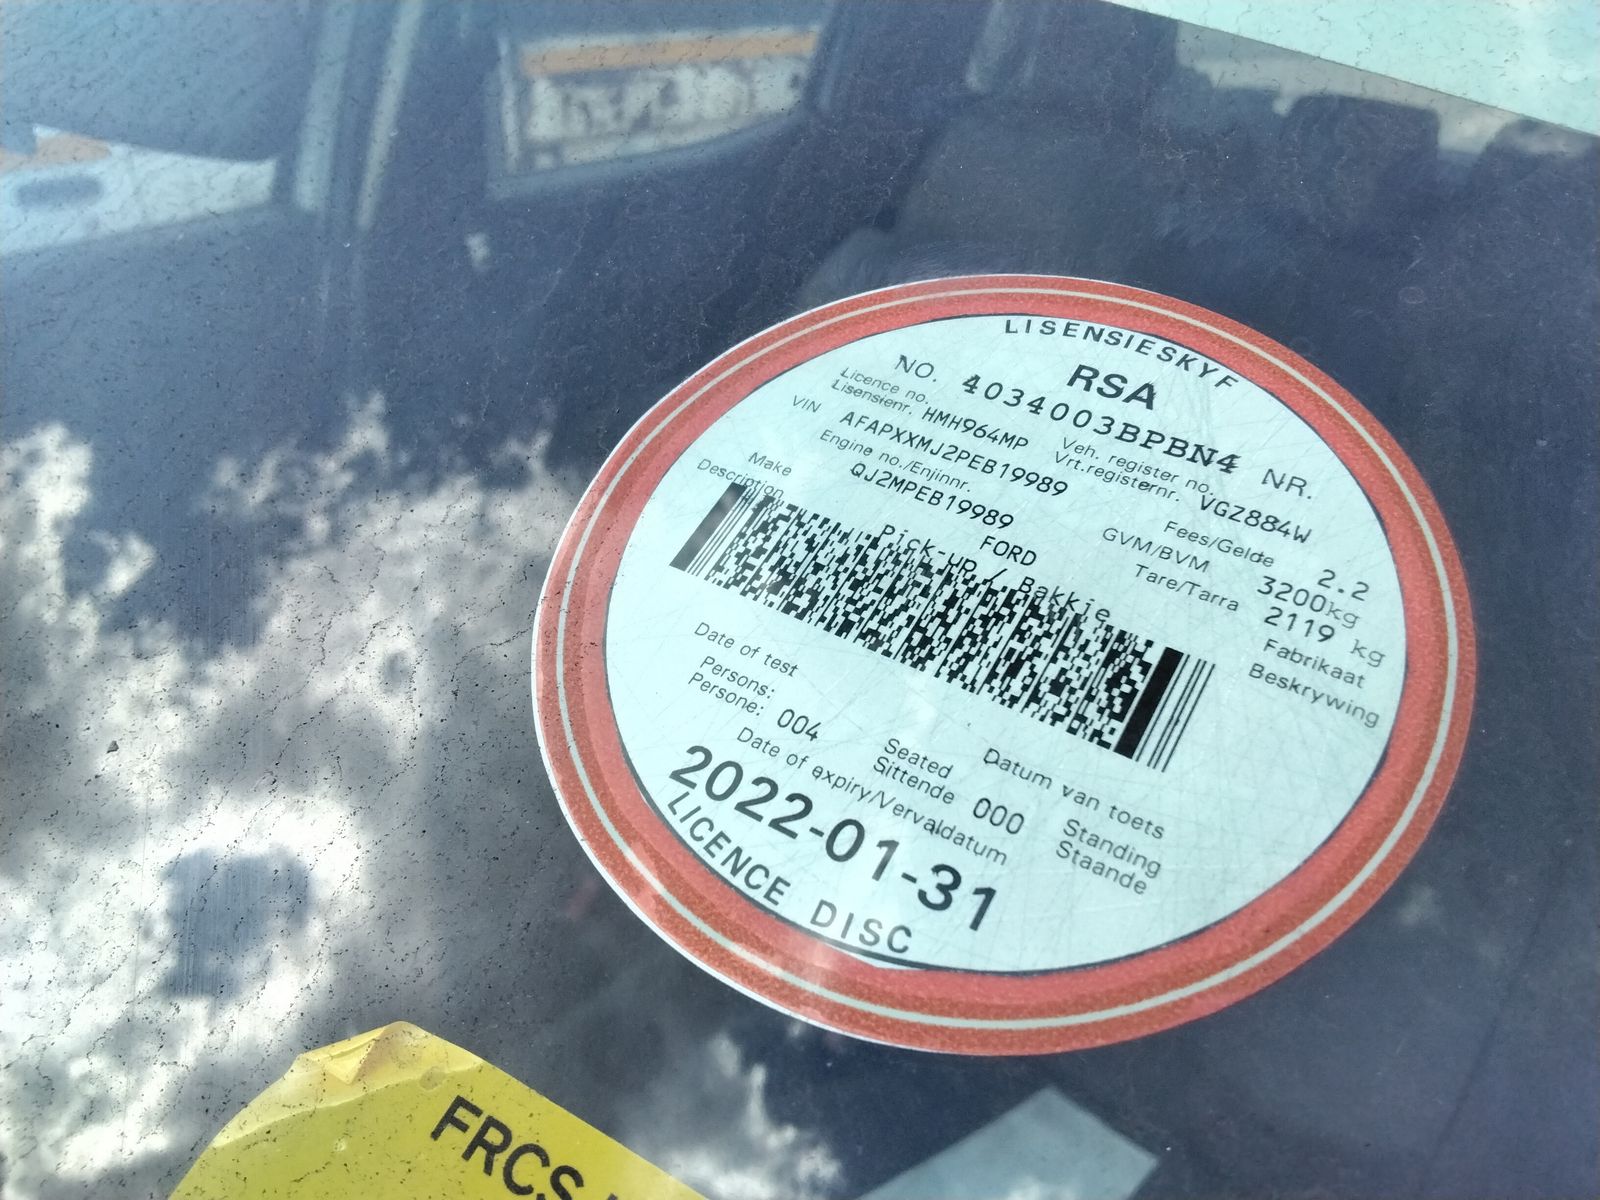 LISENSIESKYF
RSA
NO. 4034003BPBN4 NR.
Licence no. HMH964MP Veh. register no. VGZ884W
Lisensienr. Vrt.registernr.
VIN AFAPXXMJ2PEB19989 Fees/Gelde 2.2
Engine no./Enjinnr. GVM/BVM 3200kg
QJ2MPEB19989 Tare/Tarra 2119 kg
Make FORD Fabrikaat
Description Pick-up / Bakkie Beskrywing
Date of test Datum van toets
Persons: 004 Seated 000 Standing
Persone: Sittende Staande
Date of expiry/Vervaldatum
2022-01-31
LICENCE DISC
FRCS